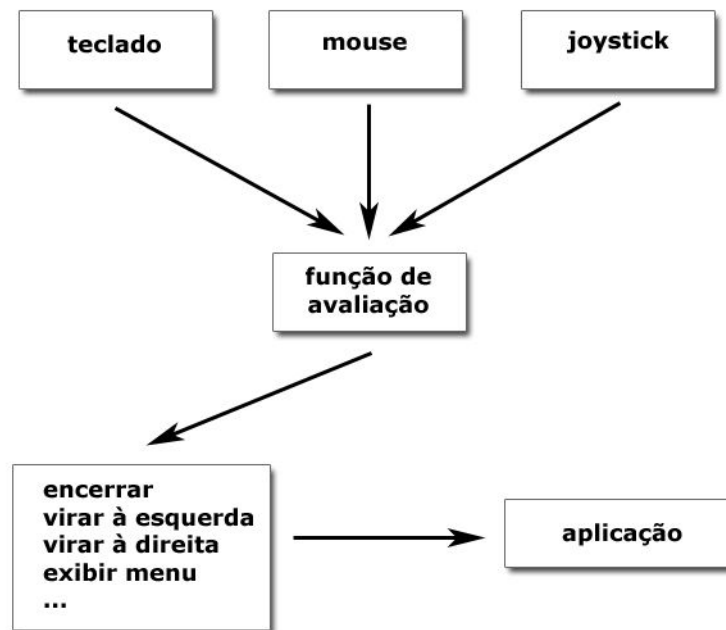 teclado
mouse
joystick
função de
avaliação
encerrar
virar à esquerda
virar à direita
exibir menu
...
aplicação